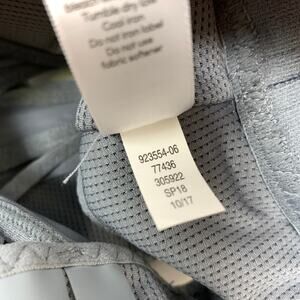 Tumble dry low
Cool iron
Do not iron label
Do not use
fabric softener
923554-06
77436
305922
SP18
10/17